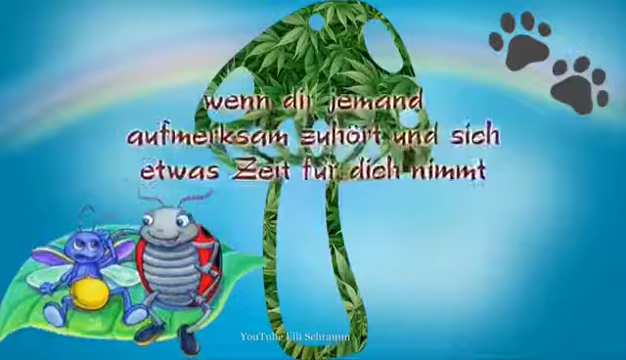 wenn dir jemand
aufmerksam zuhört und sich
etwas Zeit für dich nimmt
YouTube Elli Schramm